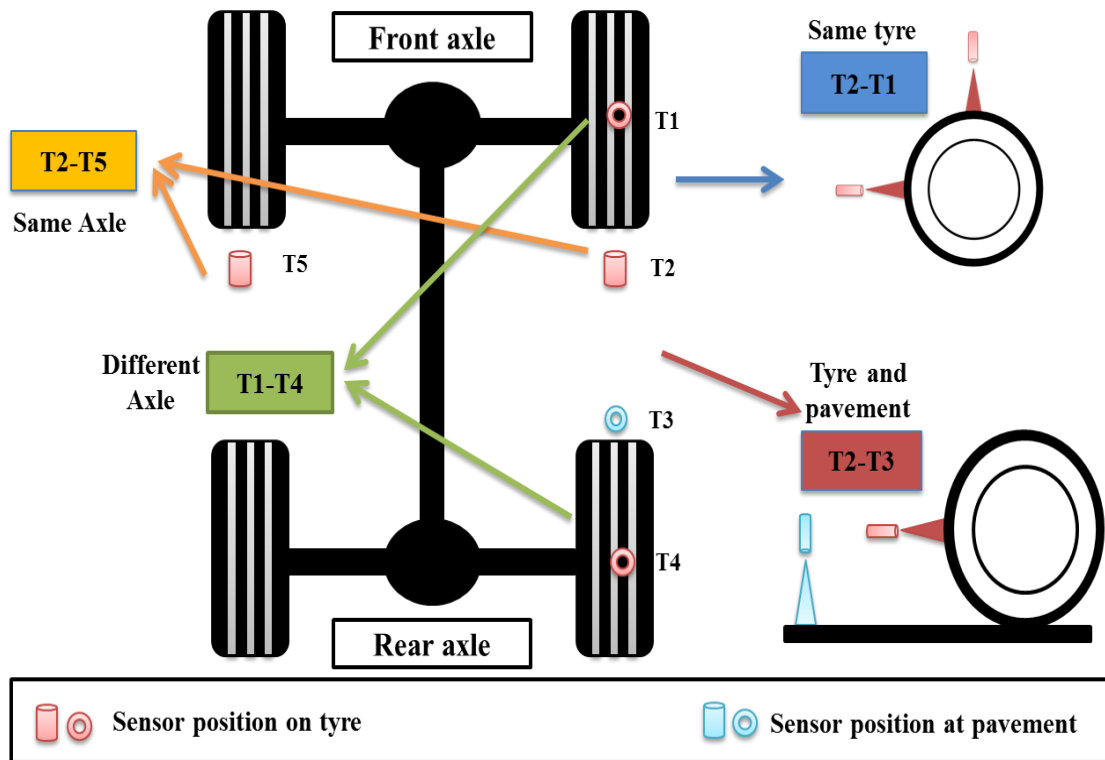 Front axle
Same tyre
T2-T1
T1
T2-T5
Same Axle
T5
T2
Different
Axle
T1-T4
Tyre and
pavement
T3
T2-T3
T4
Rear axle
Sensor position on tyre
Sensor position at pavement